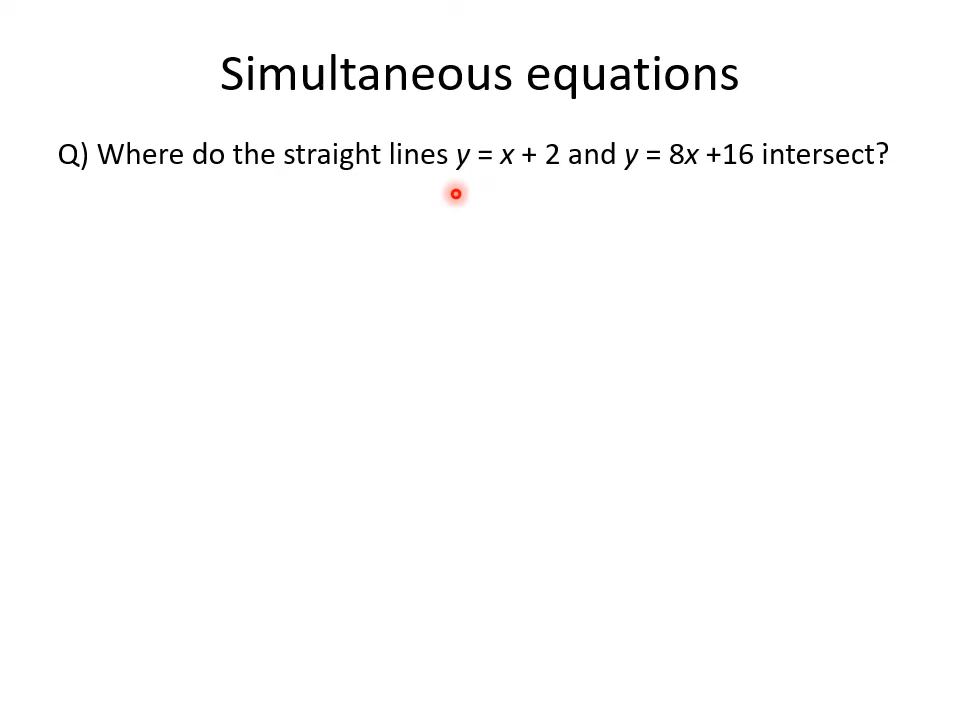 Simultaneous equations
Q) Where do the straight lines y = x + 2 and y = 8x +16 intersect?